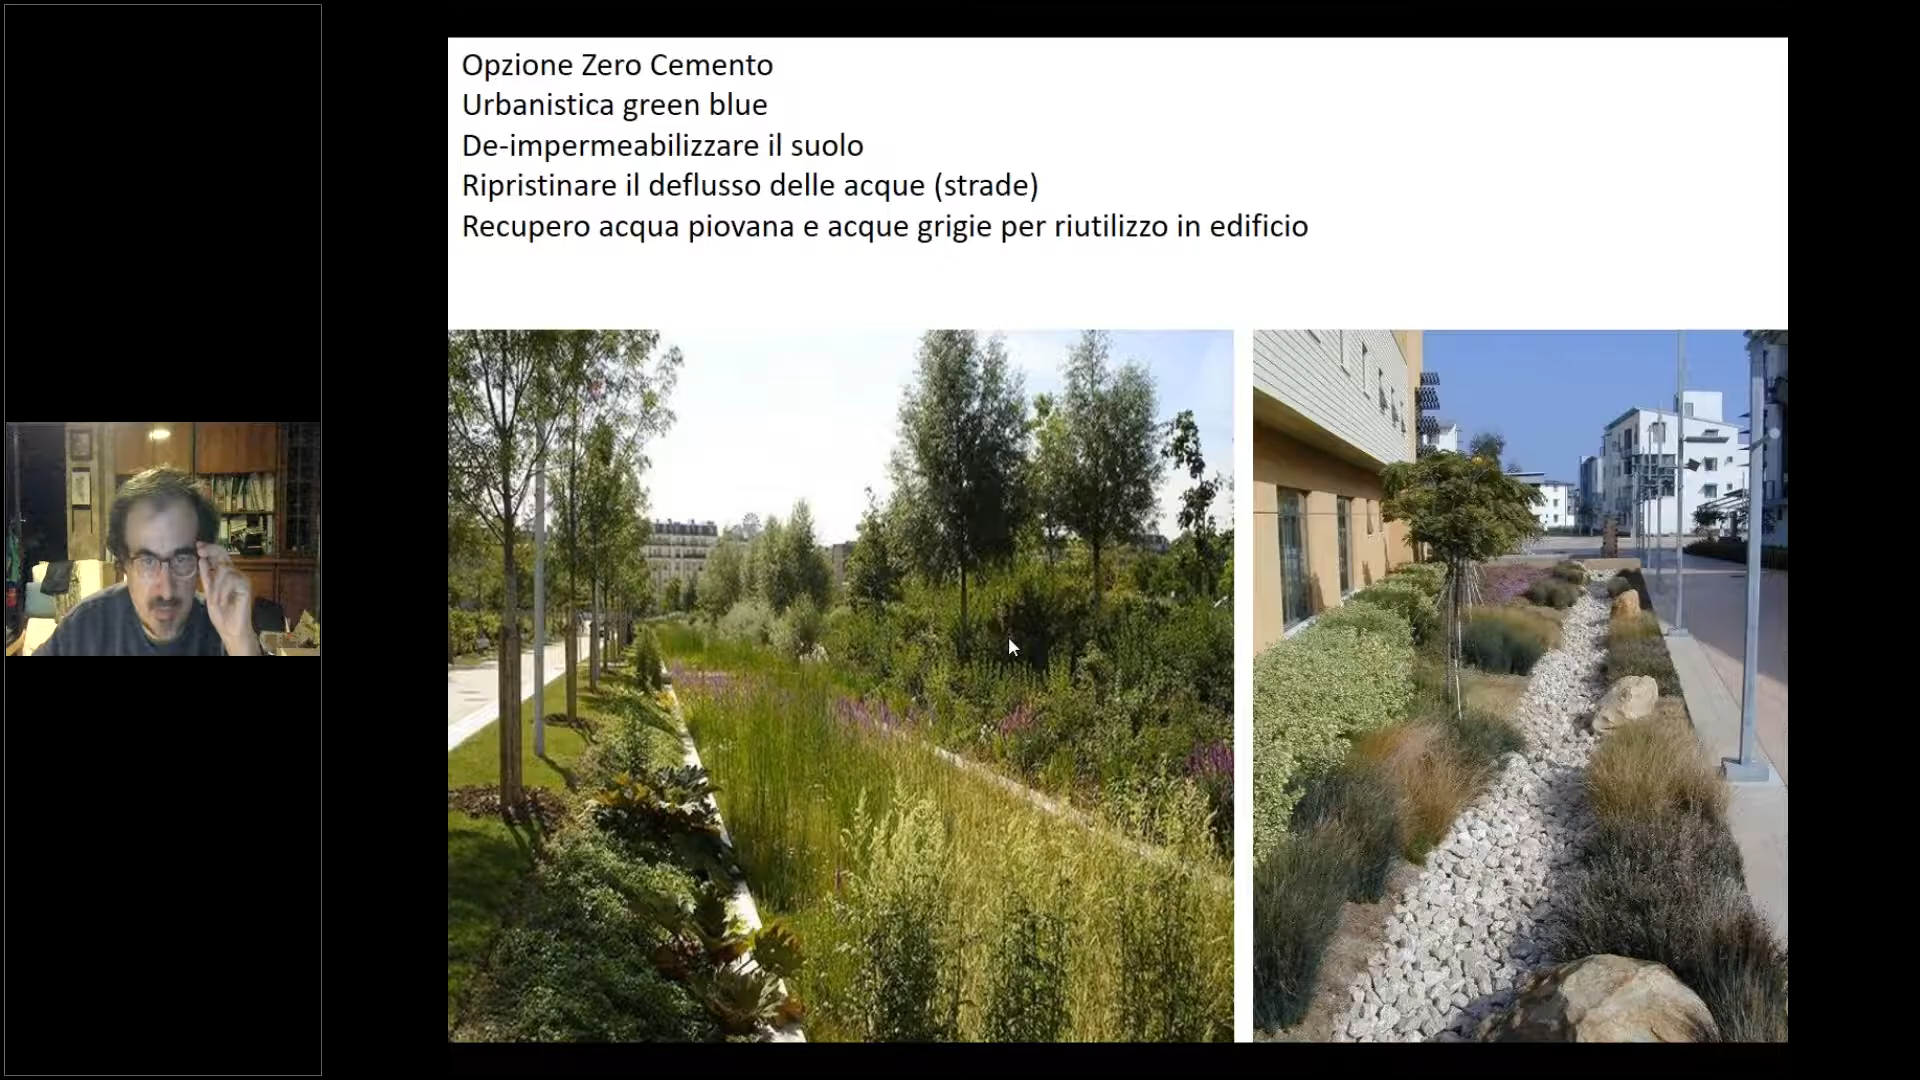 Opzione Zero Cemento
Urbanistica green blue
De-impermeabilizzare il suolo
Ripristinare il deflusso delle acque (strade)
Recupero acqua piovana e acque grigie per riutilizzo in edificio